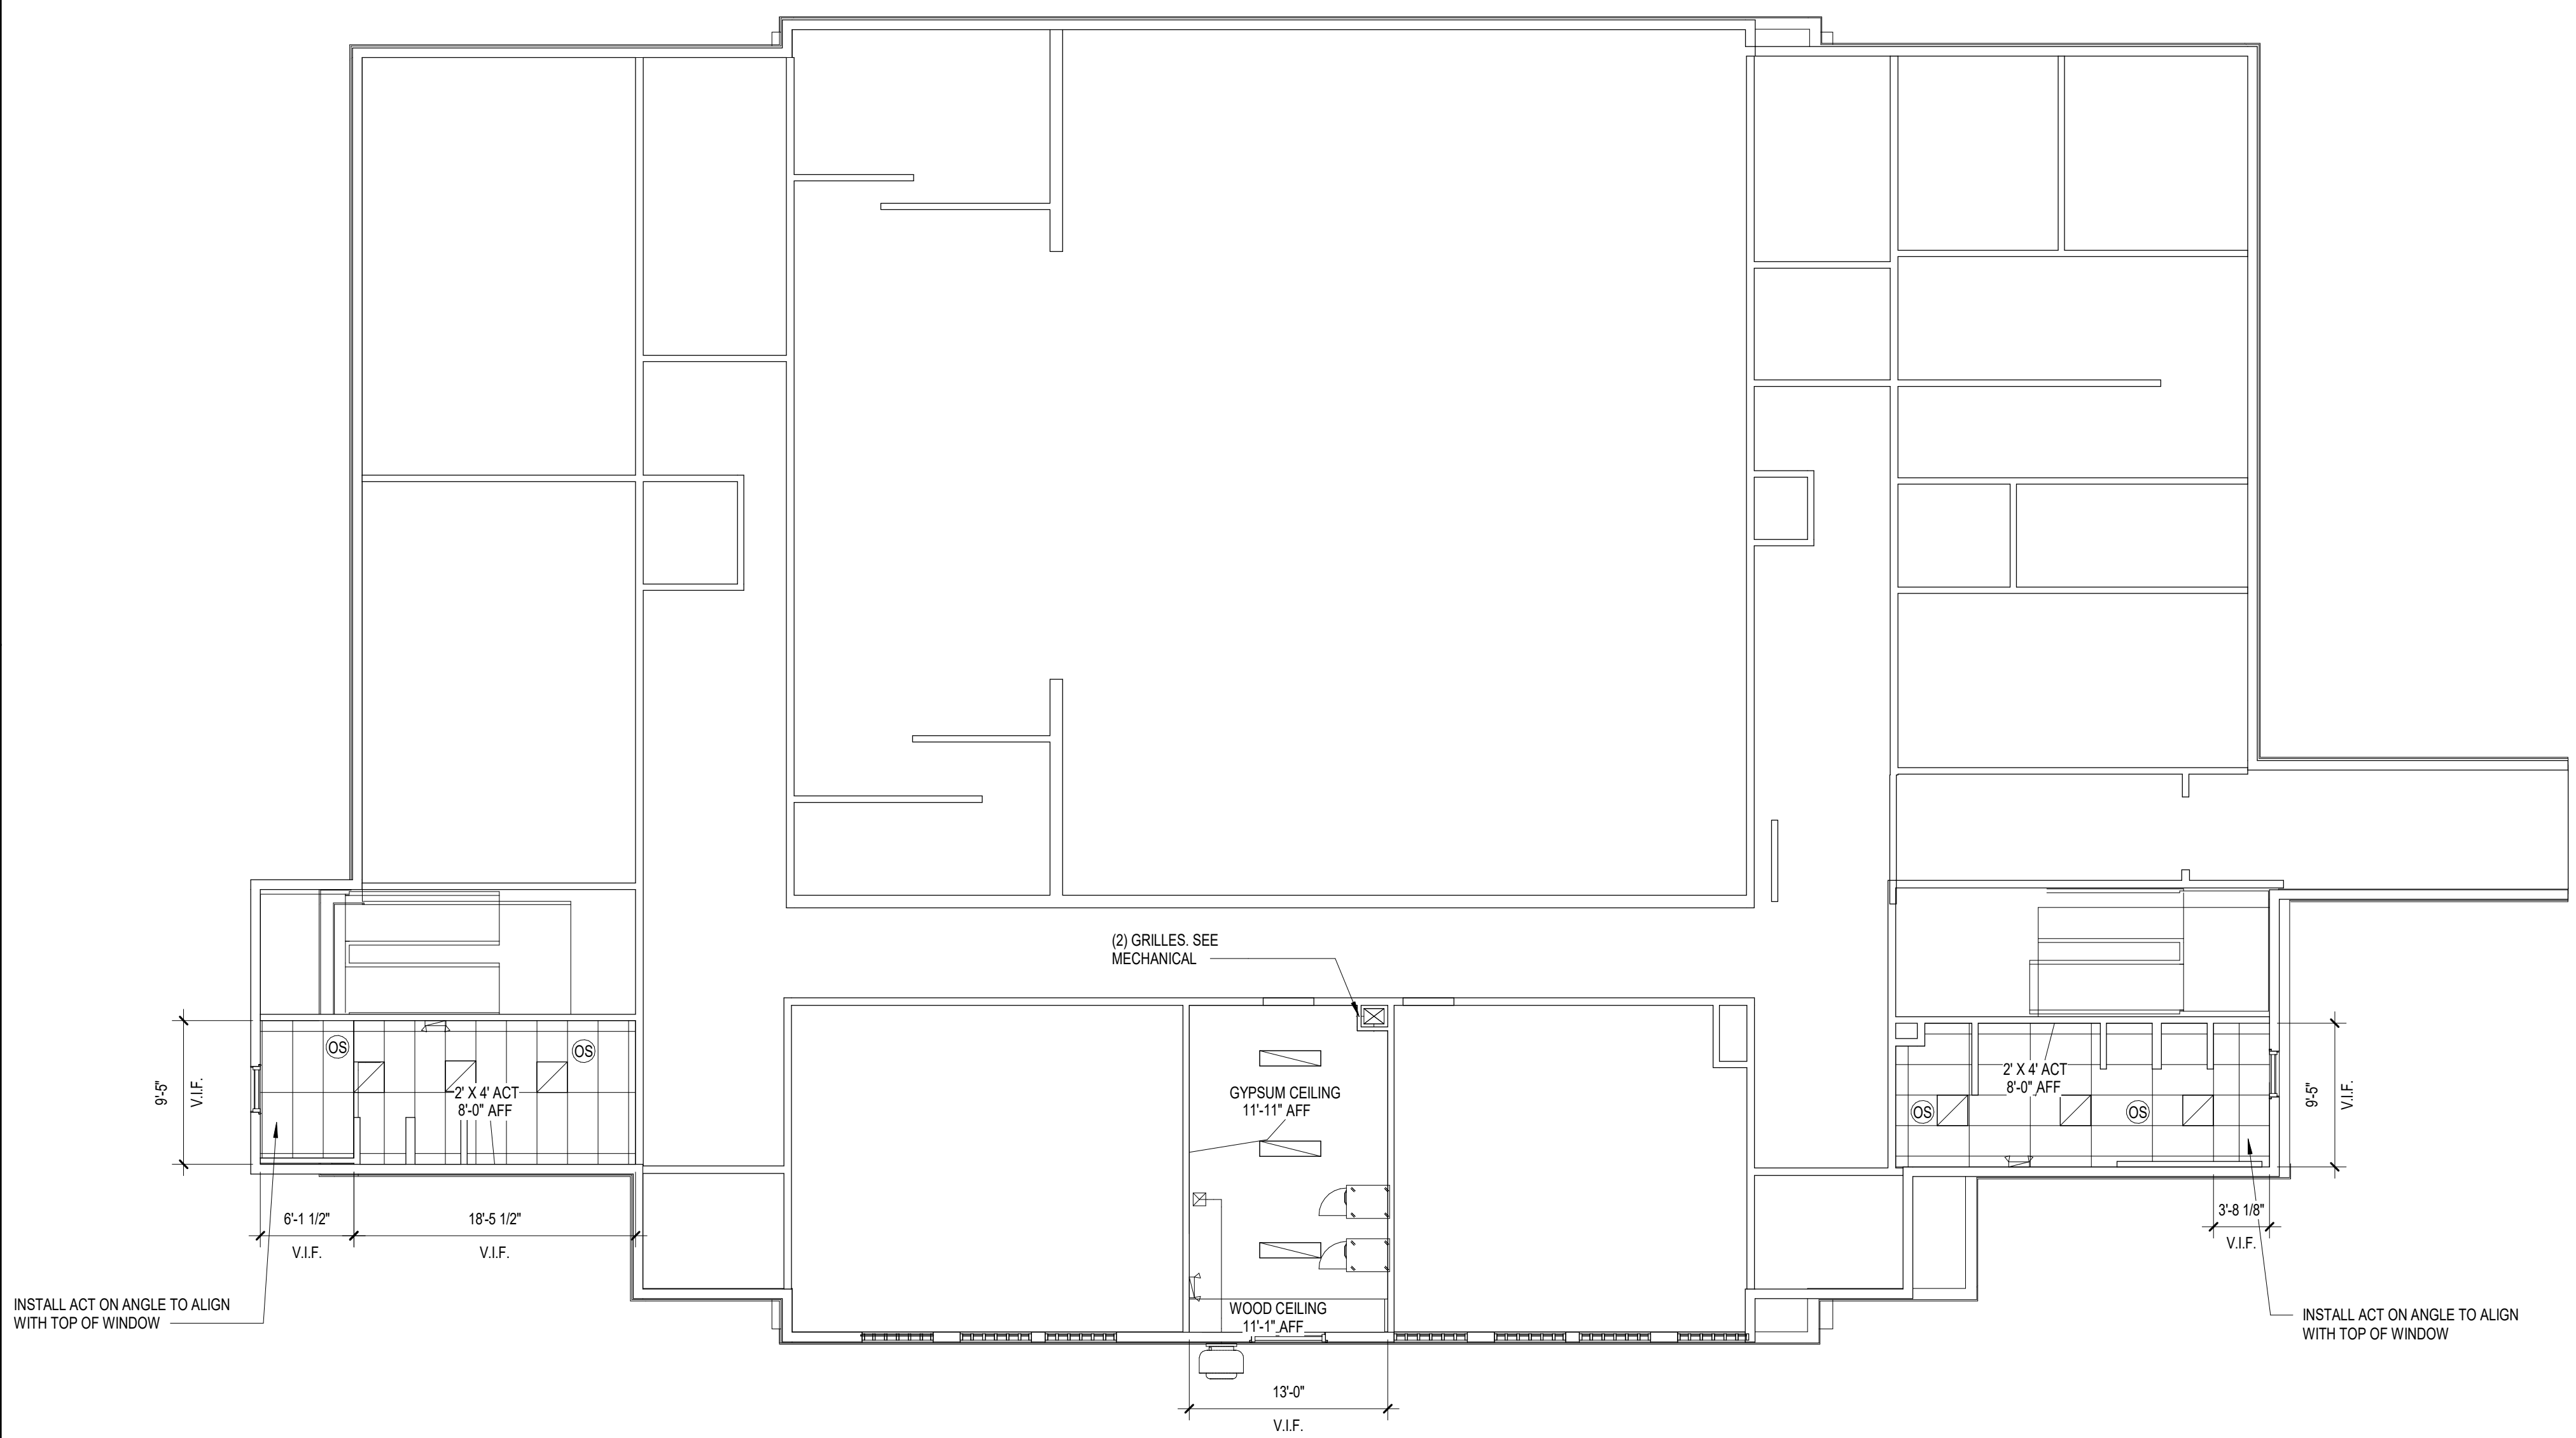 (2) GRILLES. SEE
MECHANICAL
OS
OS
2' X 4' ACT
8'-0" AFF
9'-5"
V.I.F.
GYPSUM CEILING
11'-11" AFF
2' X 4' ACT
8'-0" AFF
OS
OS
9'-5"
V.I.F.
6'-1 1/2"
V.I.F.
18'-5 1/2"
V.I.F.
3'-8 1/8"
V.I.F.
INSTALL ACT ON ANGLE TO ALIGN
WITH TOP OF WINDOW
WOOD CEILING
11'-1" AFF
INSTALL ACT ON ANGLE TO ALIGN
WITH TOP OF WINDOW
13'-0"
V.I.F.